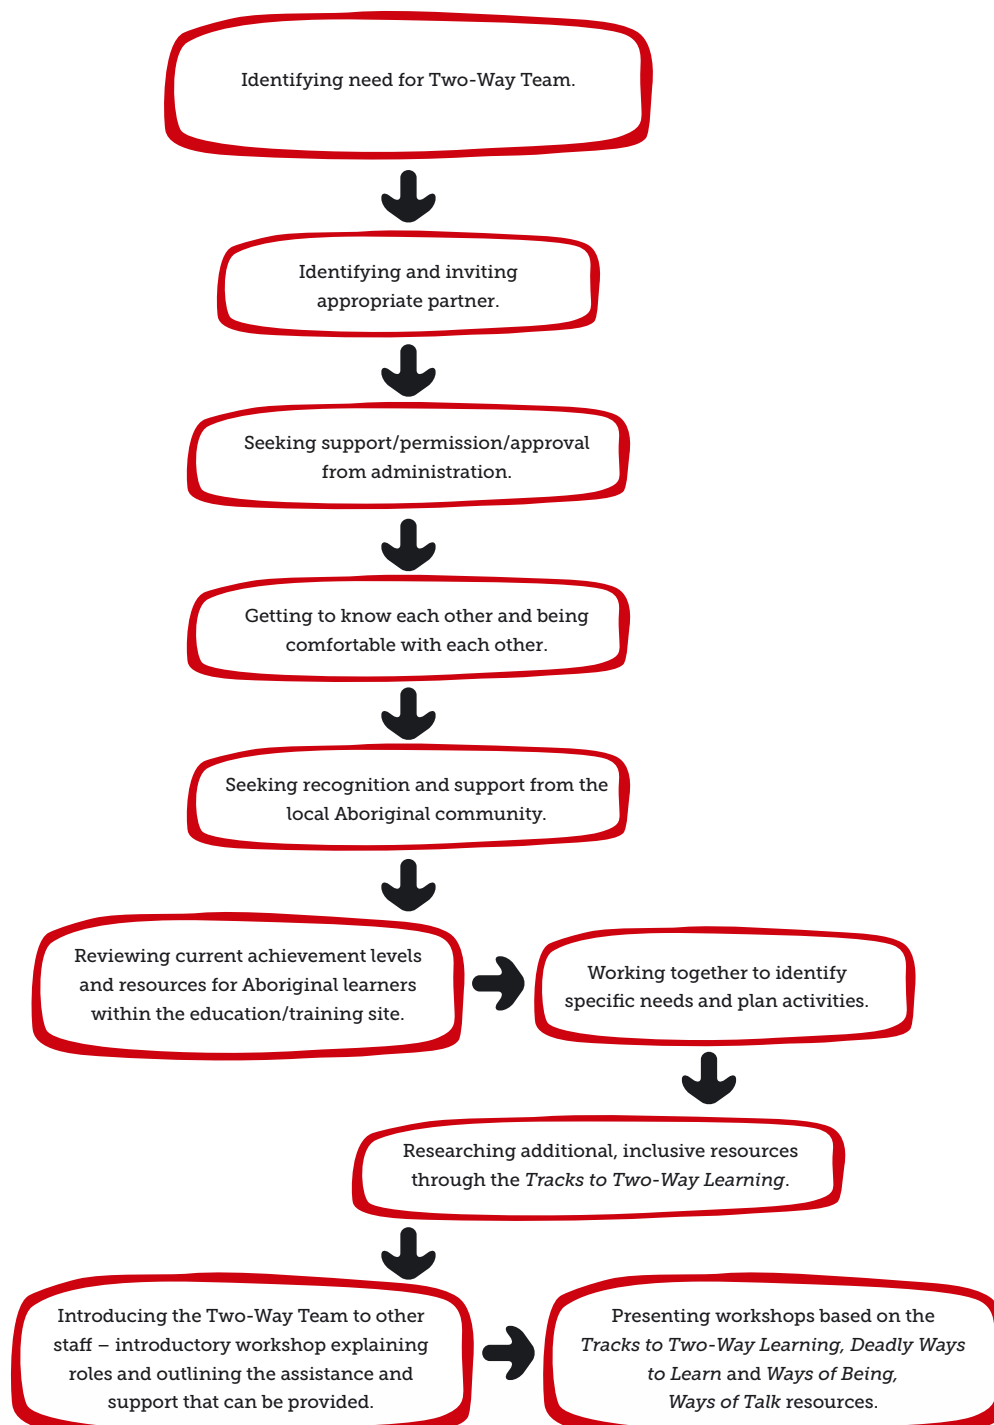 Identifying need for Two-Way Team.
Identifying and inviting
appropriate partner.
Seeking support/permission/approval
from administration.
Getting to know each other and being
comfortable with each other.
Seeking recognition and support from the
local Aboriginal community.
Reviewing current achievement levels
and resources for Aboriginal learners
within the education/training site.
Working together to identify
specific needs and plan activities.
Researching additional, inclusive resources
through the Tracks to Two-Way Learning.
Introducing the Two-Way Team to other
staff – introductory workshop explaining
roles and outlining the assistance and
support that can be provided.
Presenting workshops based on the
Tracks to Two-Way Learning, Deadly Ways
to Learn and Ways of Being,
Ways of Talk resources.